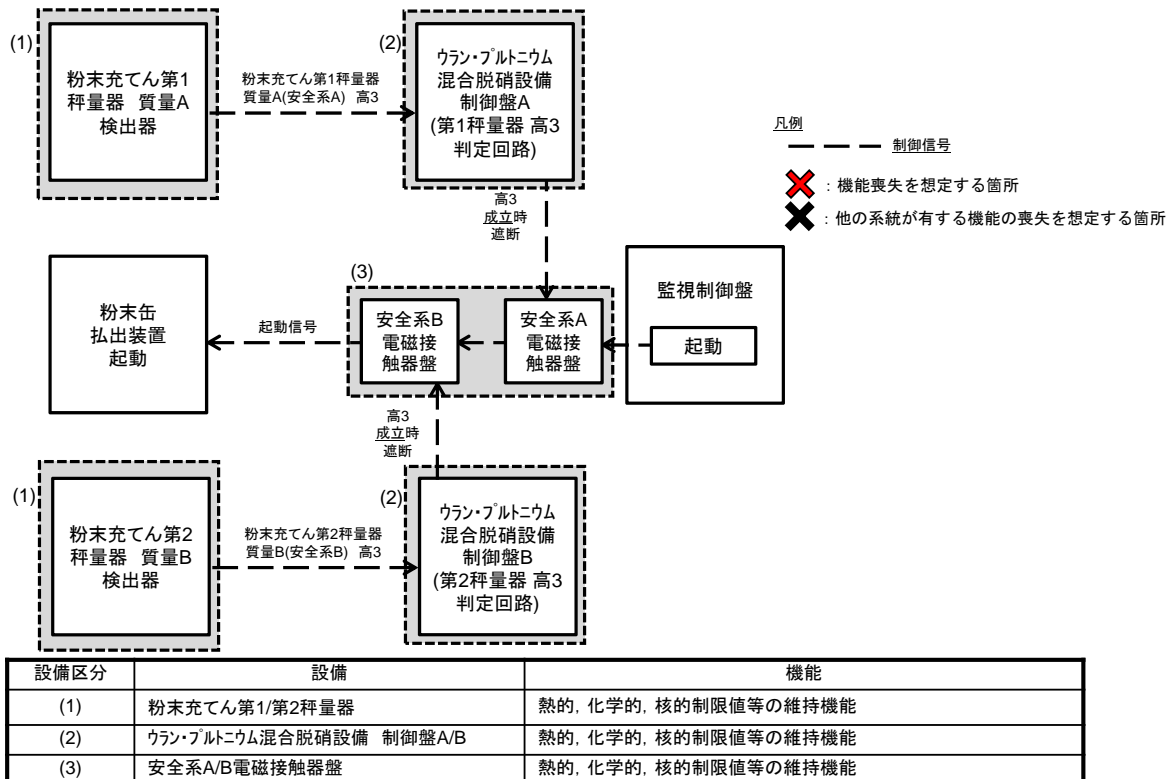 (1)
粉末充てん第1
秤量器 質量A
検出器
粉末充てん第1秤量器
質量A(安全系A) 高3
(2)
ウラン・プルトニウム
混合脱硝設備
制御盤A
(第1秤量器 高3
判定回路)
凡例
制御信号
:機能喪失を想定する箇所
:他の系統が有する機能の喪失を想定する箇所
高3
成立時
遮断
粉末缶
払出装置
起動
起動信号
(3)
安全系B
電磁接
触器盤
安全系A
電磁接
触器盤
監視制御盤
起動
高3
成立時
遮断
(1)
粉末充てん第2
秤量器 質量B
検出器
粉末充てん第2秤量器
質量B(安全系B) 高3
(2)
ウラン・プルトニウム
混合脱硝設備
制御盤B
(第2秤量器 高3
判定回路)
設備区分 設備 機能
(1) 粉末充てん第1/第2秤量器 熱的,化学的,核的制限値等の維持機能
(2) ウラン・プルトニウム混合脱硝設備 制御盤A/B 熱的,化学的,核的制限値等の維持機能
(3) 安全系A/B電磁接触器盤 熱的,化学的,核的制限値等の維持機能